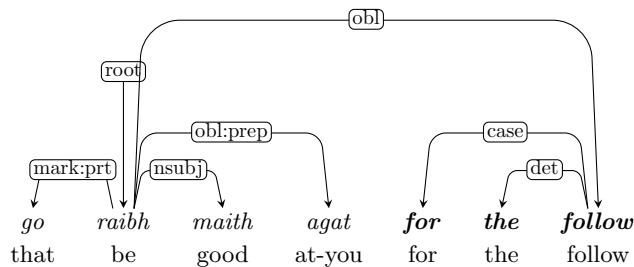 obl
root
obl:prep case
mark:prt nsubj det
go raibh maith agat for the follow
that be good at-you for the follow